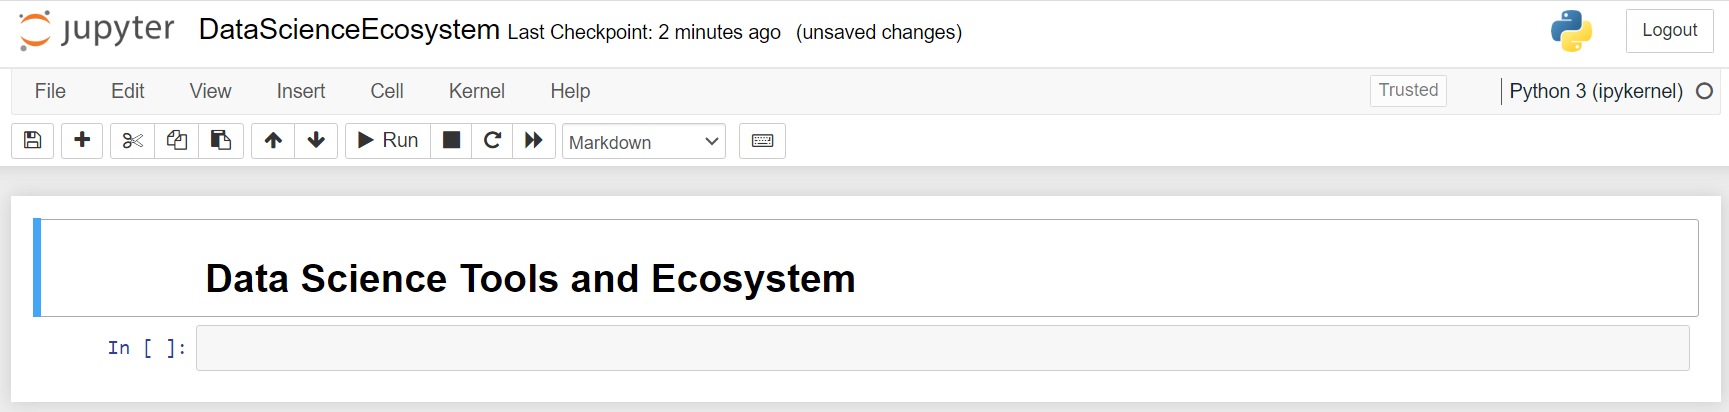 jupyter DataScienceEcosystem Last Checkpoint: 2 minutes ago (unsaved changes) Logout
File Edit View Insert Cell Kernel Help Trusted Python 3 (ipykernel)
Run Markdown
Data Science Tools and Ecosystem
In [ ]: